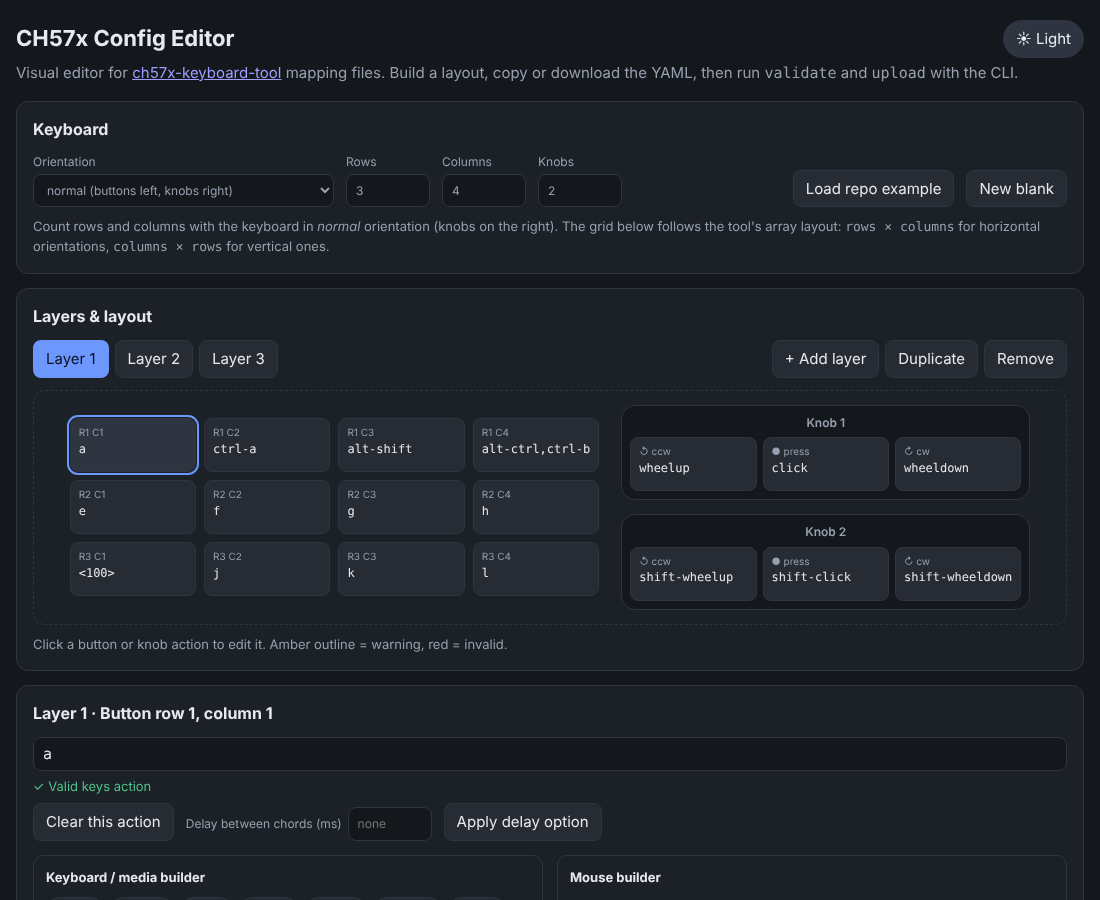 CH57x Config Editor
☀ Light
Visual editor for ch57x-keyboard-tool mapping files. Build a layout, copy or download the YAML, then run validate and upload with the CLI.
Keyboard
Orientation Rows Columns Knobs
normal (buttons left, knobs right) 3 4 2 Load repo example New blank
Count rows and columns with the keyboard in normal orientation (knobs on the right). The grid below follows the tool's array layout: rows × columns for horizontal
orientations, columns × rows for vertical ones.
Layers & layout
Layer 1 Layer 2 Layer 3 + Add layer Duplicate Remove
R1 C1 R1 C2 R1 C3 R1 C4
a ctrl-a alt-shift alt-ctrl,ctrl-b
R2 C1 R2 C2 R2 C3 R2 C4
e f g h
R3 C1 R3 C2 R3 C3 R3 C4
<100> j k l
Knob 1
↺ ccw ● press ↻ cw
wheelup click wheeldown
Knob 2
↺ ccw ● press ↻ cw
shift-wheelup shift-click shift-wheeldown
Click a button or knob action to edit it. Amber outline = warning, red = invalid.
Layer 1 · Button row 1, column 1
a
✓ Valid keys action
Clear this action Delay between chords (ms) none Apply delay option
Keyboard / media builder Mouse builder